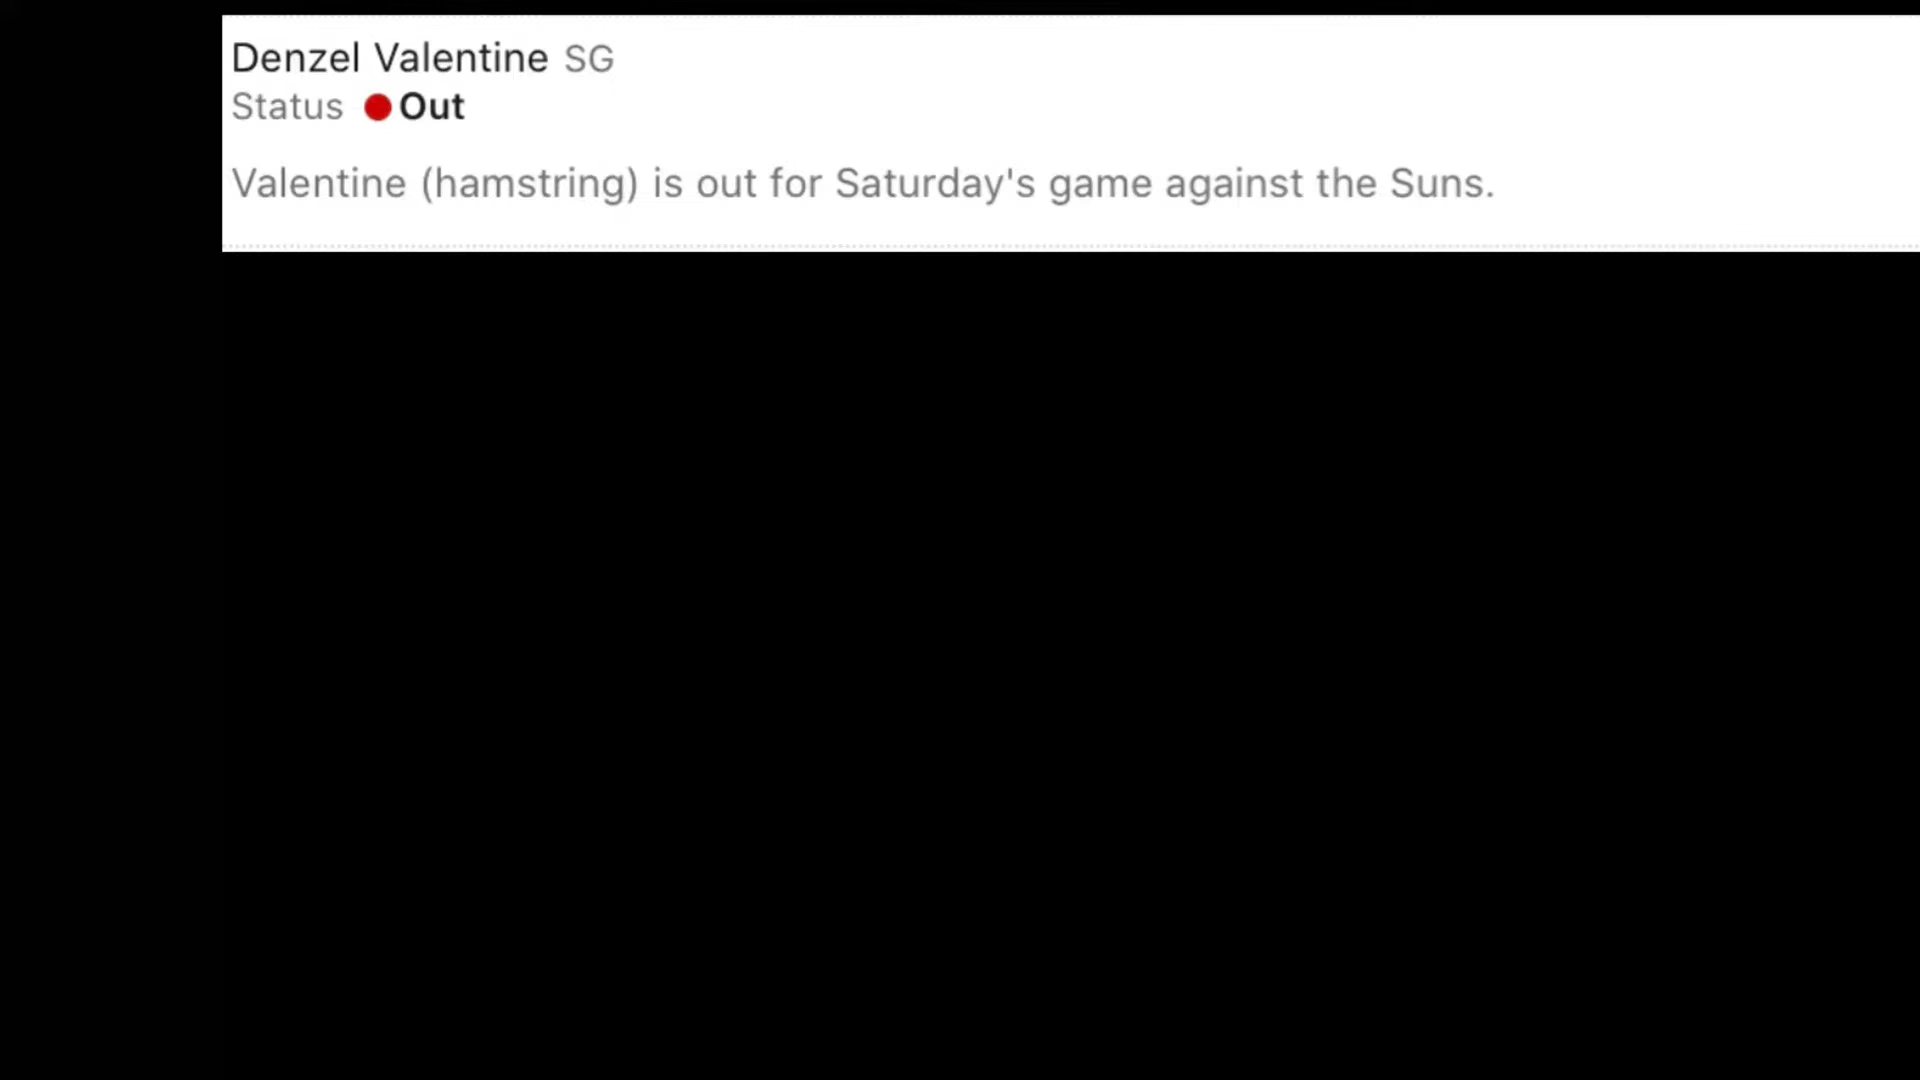 Denzel Valentine SG
Status Out
Valentine (hamstring) is out for Saturday's game against the Suns.